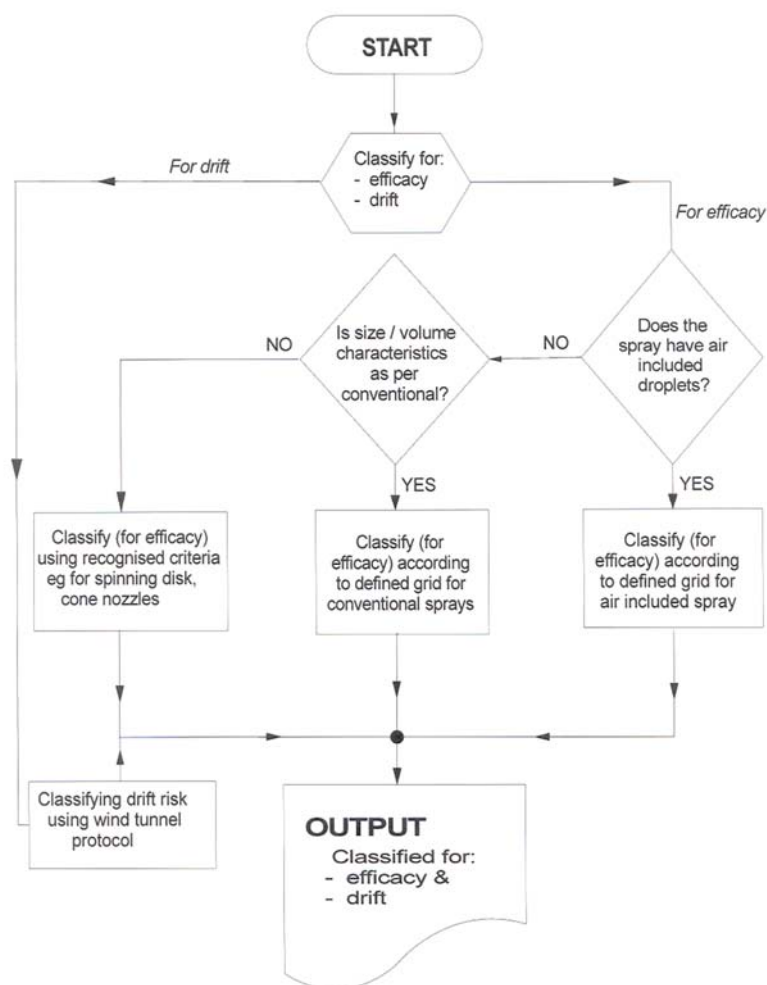 START
Classify for:
- efficacy
- drift
For drift
For efficacy
Does the
spray have air
included
droplets?
NO
YES
Is size / volume
characteristics
as per
conventional?
NO
YES
Classify (for efficacy)
using recognised criteria
eg for spinning disk,
cone nozzles
Classify (for
efficacy) according
to defined grid for
conventional sprays
Classify (for
efficacy) according
to defined grid for
air included spray
Classifying drift risk
using wind tunnel
protocol
OUTPUT
Classified for:
- efficacy &
- drift